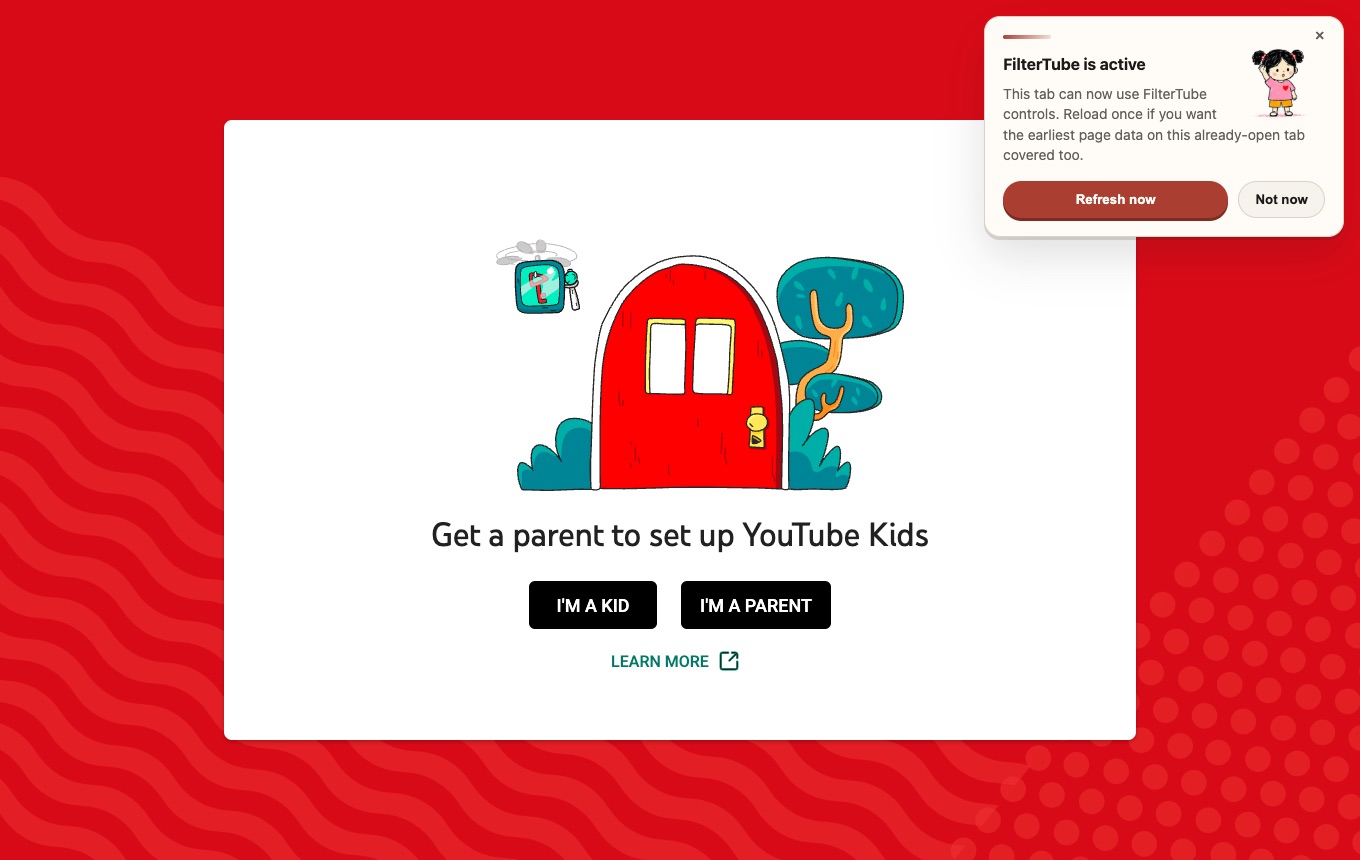 ×
FilterTube is active
This tab can now use FilterTube
controls. Reload once if you want
the earliest page data on this already-open tab
covered too.
Refresh now
Not now
Get a parent to set up YouTube Kids
I'M A KID
I'M A PARENT
LEARN MORE